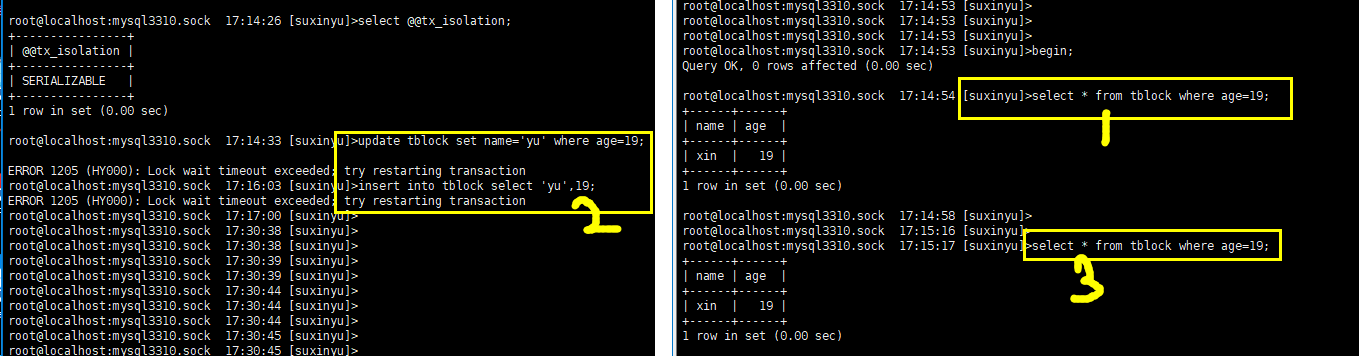 root@localhost:mysql3310.sock  17:14:26 [suxinyu]>select @@tx_isolation;
+----------------+
| @@tx_isolation |
+----------------+
| SERIALIZABLE   |
+----------------+
1 row in set (0.00 sec)
root@localhost:mysql3310.sock  17:14:33 [suxinyu]>update tblock set name='yu' where age=19;
ERROR 1205 (HY000): Lock wait timeout exceeded; try restarting transaction
root@localhost:mysql3310.sock  17:16:03 [suxinyu]>insert into tblock select 'yu',19;
ERROR 1205 (HY000): Lock wait timeout exceeded; try restarting transaction
root@localhost:mysql3310.sock  17:17:00 [suxinyu]>
2
root@localhost:mysql3310.sock  17:30:38 [suxinyu]>
root@localhost:mysql3310.sock  17:30:38 [suxinyu]>
root@localhost:mysql3310.sock  17:30:39 [suxinyu]>
root@localhost:mysql3310.sock  17:30:39 [suxinyu]>
root@localhost:mysql3310.sock  17:30:44 [suxinyu]>
root@localhost:mysql3310.sock  17:30:44 [suxinyu]>
root@localhost:mysql3310.sock  17:30:44 [suxinyu]>
root@localhost:mysql3310.sock  17:30:45 [suxinyu]>
root@localhost:mysql3310.sock  17:30:45 [suxinyu]>
root@localhost:mysql3310.sock  17:14:53 [suxinyu]>
root@localhost:mysql3310.sock  17:14:53 [suxinyu]>
root@localhost:mysql3310.sock  17:14:53 [suxinyu]>
root@localhost:mysql3310.sock  17:14:53 [suxinyu]>begin;
Query OK, 0 rows affected (0.00 sec)
root@localhost:mysql3310.sock  17:14:54 [suxinyu]>select * from tblock where age=19;
1
+------+------+
| name | age  |
+------+------+
| xin  |   19 |
+------+------+
1 row in set (0.00 sec)
root@localhost:mysql3310.sock  17:14:58 [suxinyu]>
root@localhost:mysql3310.sock  17:15:16 [suxinyu]>
root@localhost:mysql3310.sock  17:15:17 [suxinyu]>select * from tblock where age=19;
3
+------+------+
| name | age  |
+------+------+
| xin  |   19 |
+------+------+
1 row in set (0.00 sec)